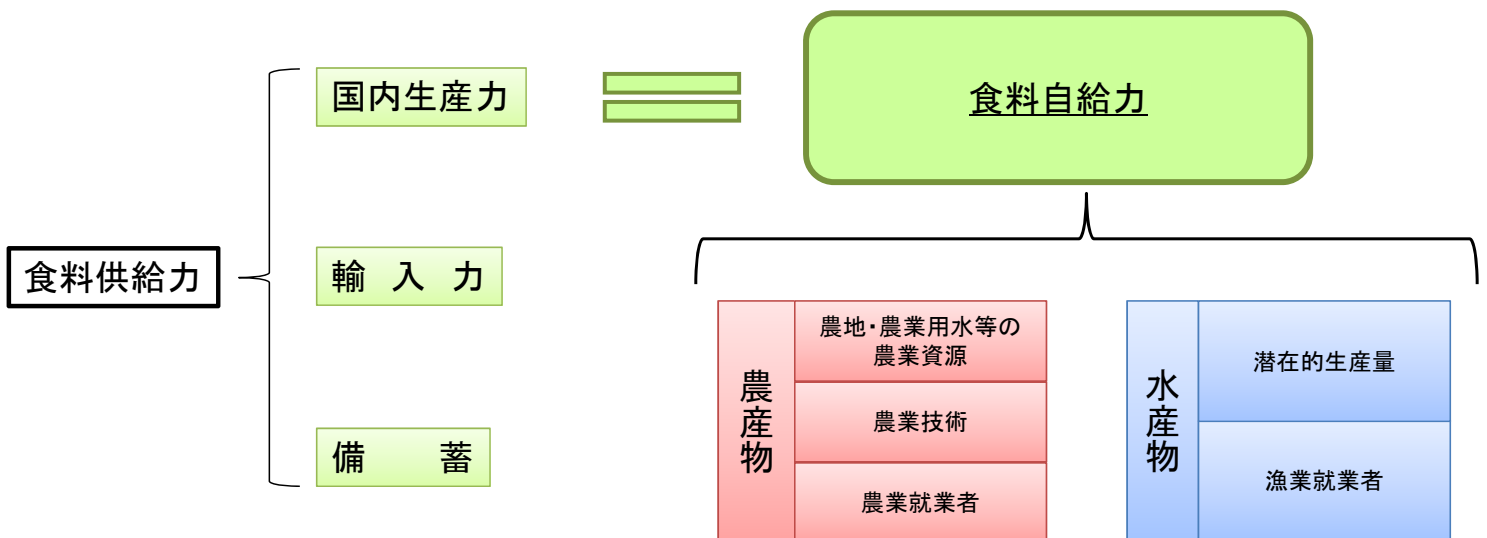 国内生産力
食料自給力
食料供給力
輸 入 力
備 蓄
農産物
農地・農業用水等の
農業資源
農業技術
農業就業者
水産物
潜在的生産量
漁業就業者